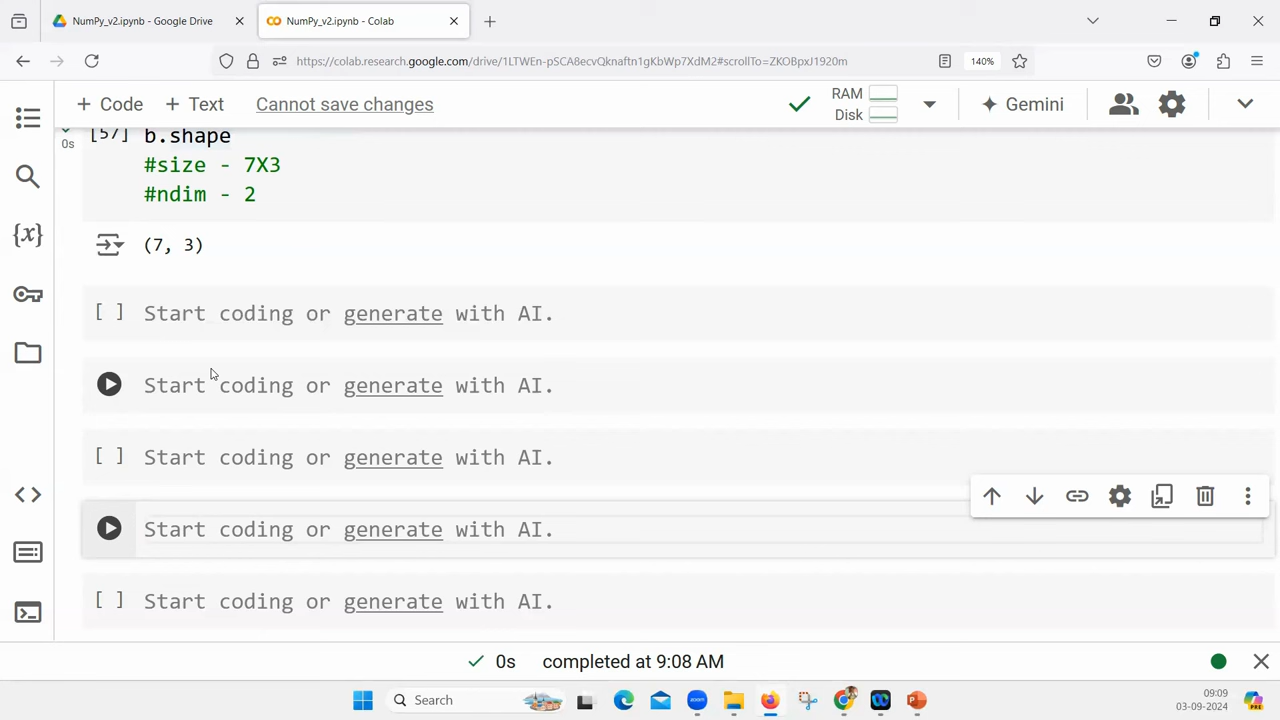 NumPy_v2.ipynb - Google Drive
NumPy_v2.ipynb - Colab
https://colab.research.google.com/drive/1LTWEn-pSCA8ecvQknaftn1gKbWp7XdM2#scrollTo=ZKOBpxJ1920m
140%
+ Code
+ Text
Cannot save changes
RAM
Disk
Gemini
[57]
0s
b.shape
#size - 7X3
#ndim - 2
(7, 3)
[ ] Start coding or generate with AI.
Start coding or generate with AI.
[ ] Start coding or generate with AI.
Start coding or generate with AI.
[ ] Start coding or generate with AI.
0s completed at 9:08 AM
Search
09:09
03-09-2024